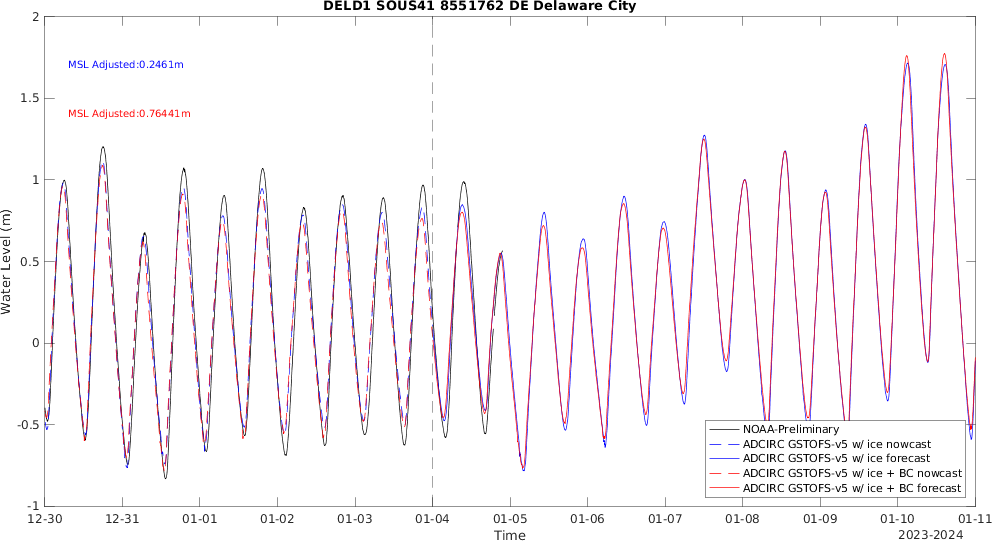 DELD1 SOUS41 8551762 DE Delaware City
MSL Adjusted:0.2461m
MSL Adjusted:0.76441m
Water Level (m)
2
1.5
1
0.5
0
-0.5
-1
NOAA-Preliminary
ADCIRC GSTOFS-v5 w/ ice nowcast
ADCIRC GSTOFS-v5 w/ ice forecast
ADCIRC GSTOFS-v5 w/ ice + BC nowcast
ADCIRC GSTOFS-v5 w/ ice + BC forecast
12-30 12-31 01-01 01-02 01-03 01-04 01-05 01-06 01-07 01-08 01-09 01-10 01-11
Time
2023-2024